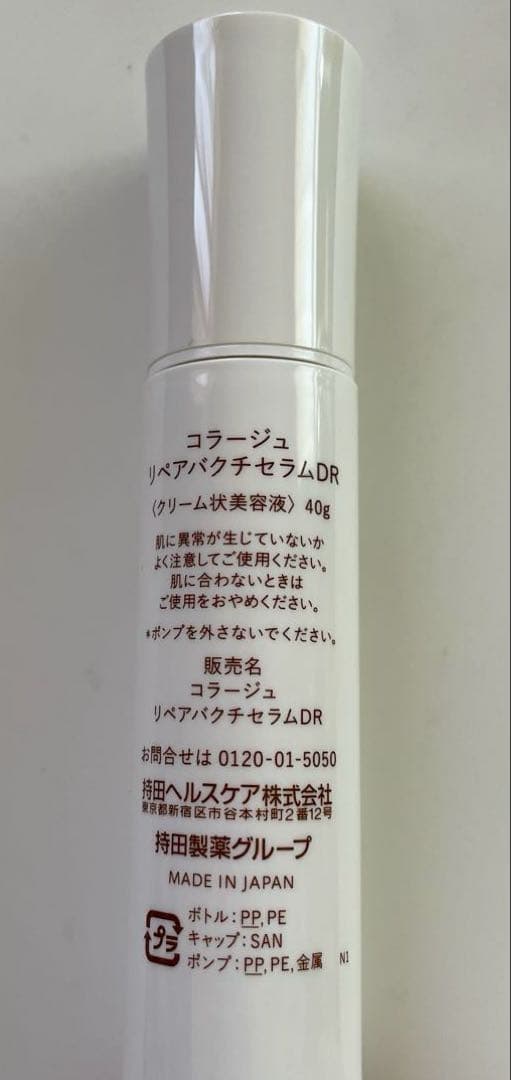 コラージュ
リペアバクチセラムDR
〈クリーム状美容液〉40g
肌に異常が生じていないか
よく注意してご使用ください。
肌に合わないときは
ご使用をおやめください。
*ポンプを外さないでください。
販売名
コラージュ
リペアバクチセラムDR
お問合せは 0120-01-5050
持田ヘルスケア株式会社
東京都新宿区市谷本村町2番12号
持田製薬グループ
MADE IN JAPAN
プラ
ボトル:PP,PE
キャップ:SAN
ポンプ:PP,PE,金属 N1